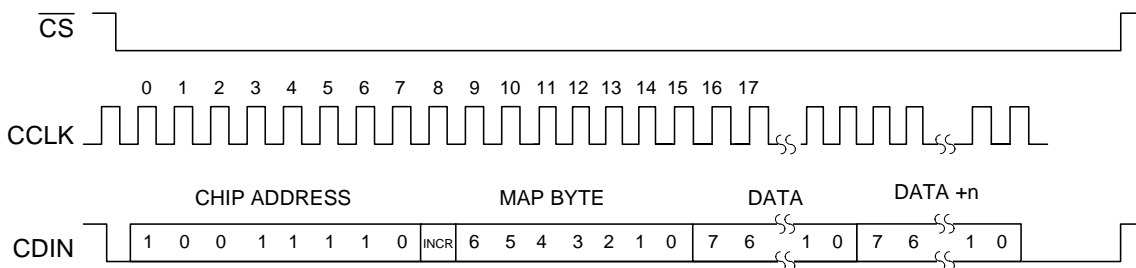 CS
0 1 2 3 4 5 6 7 8 9 10 11 12 13 14 15 16 17
CCLK
CHIP ADDRESS MAP BYTE DATA DATA +n
CDIN 1 0 0 1 1 1 1 0 INCR 6 5 4 3 2 1 0 7 6 1 0 7 6 1 0